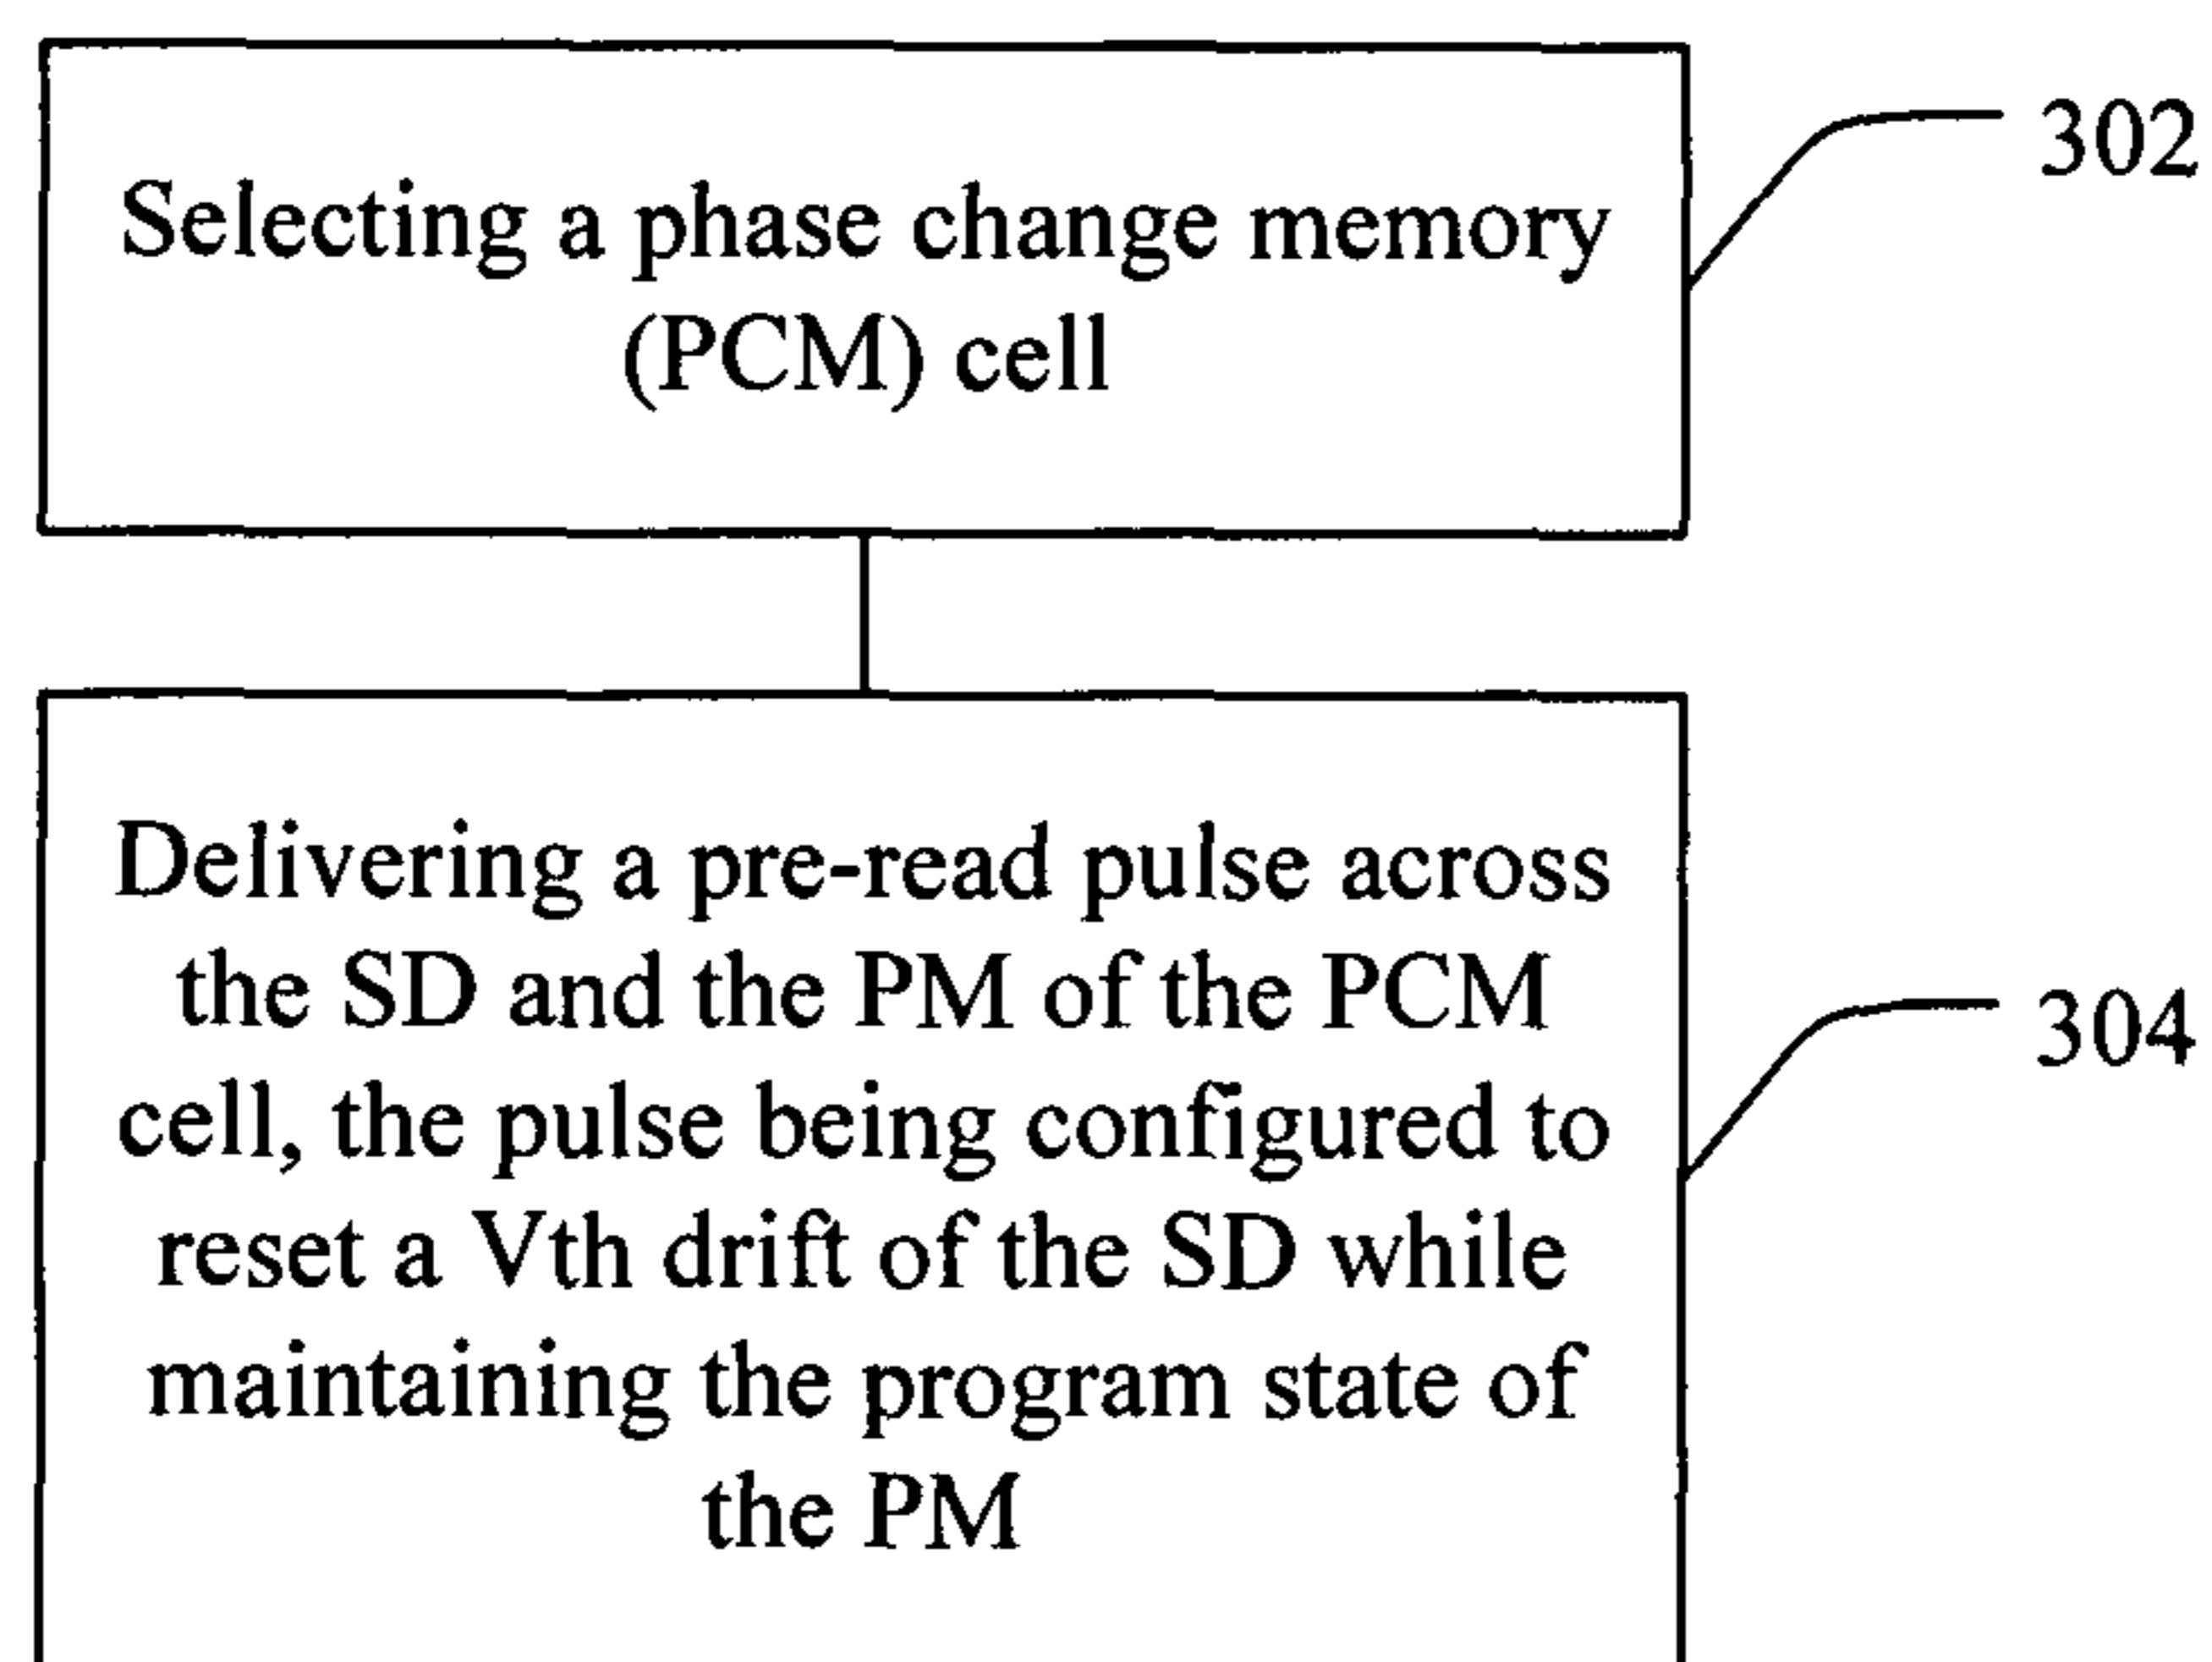 Selecting a phase change memory
(PCM) cell
302
Delivering a pre-read pulse across
the SD and the PM of the PCM
cell, the pulse being configured to
reset a Vth drift of the SD while
maintaining the program state of
the PM
304